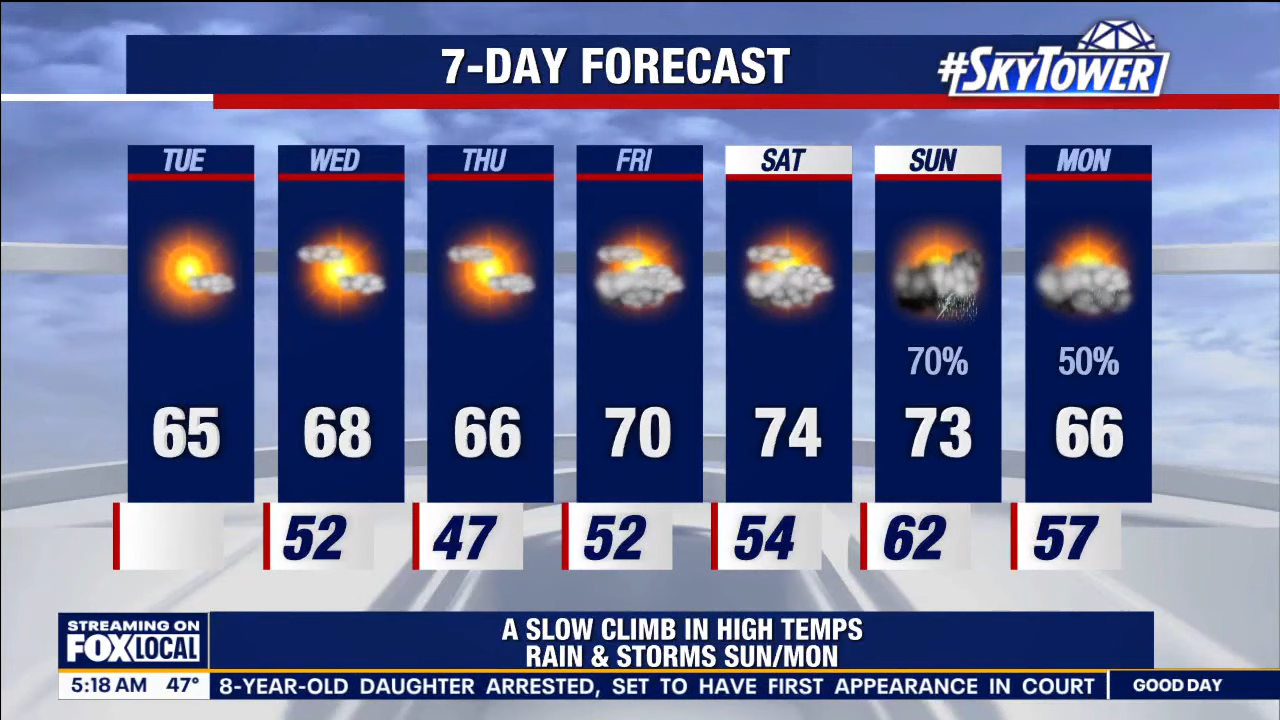 7-DAY FORECAST
#SKYTOWER
TUE WED THU FRI SAT SUN MON
70% 50%
65 68 66 70 74 73 66
52 47 52 54 62 57
STREAMING ON
FOX LOCAL
A SLOW CLIMB IN HIGH TEMPS
RAIN & STORMS SUN/MON
5:18 AM 47° 8-YEAR-OLD DAUGHTER ARRESTED, SET TO HAVE FIRST APPEARANCE IN COURT GOOD DAY